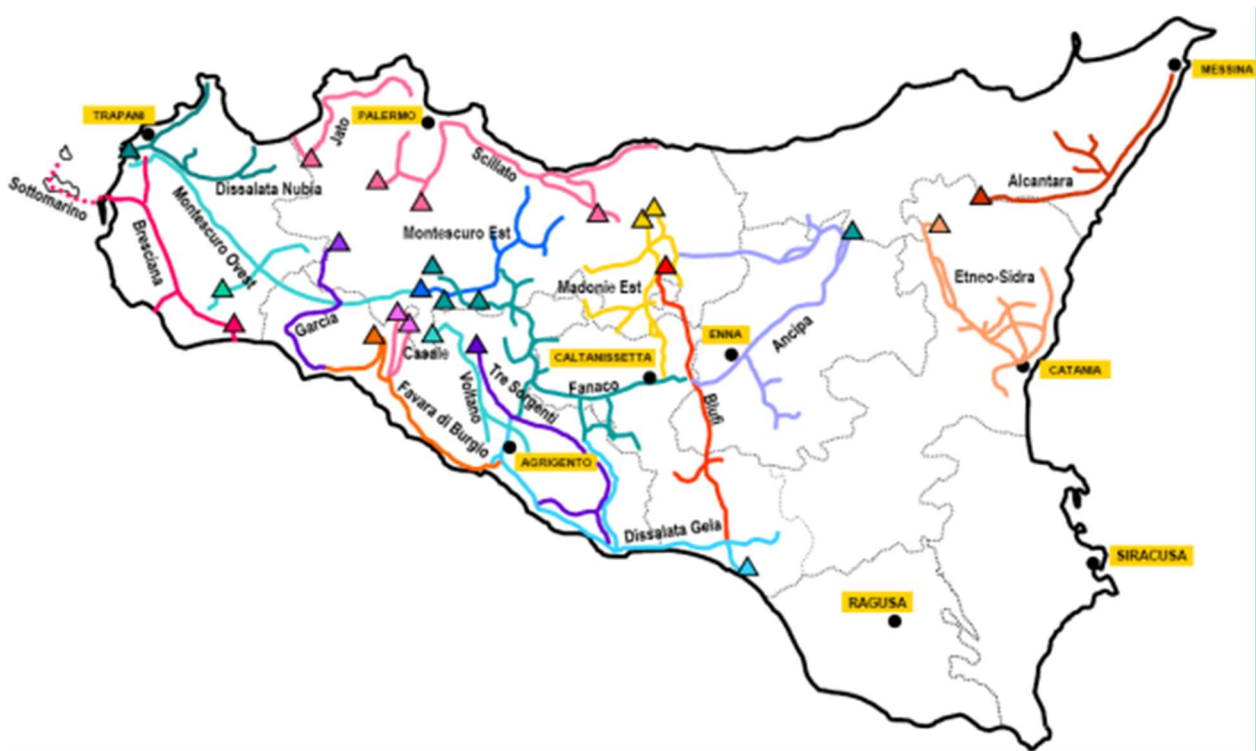 MESSINA
TRAPANI
PALERMO
Jato
Scillato
Alcantara
Sottomarino
Dissalata Nubia
Montescuro Ovest
Bresciana
Montescuro Est
Etneo-Sidra
Madonie Est
Garcia
Casale
ENNA
Ancipa
CALTANISSETTA
CATANIA
Voltano
Tre Sorgenti
Fanaco
Favara di Burgio
Blufi
AGRIGENTO
Dissalata Gela
SIRACUSA
RAGUSA